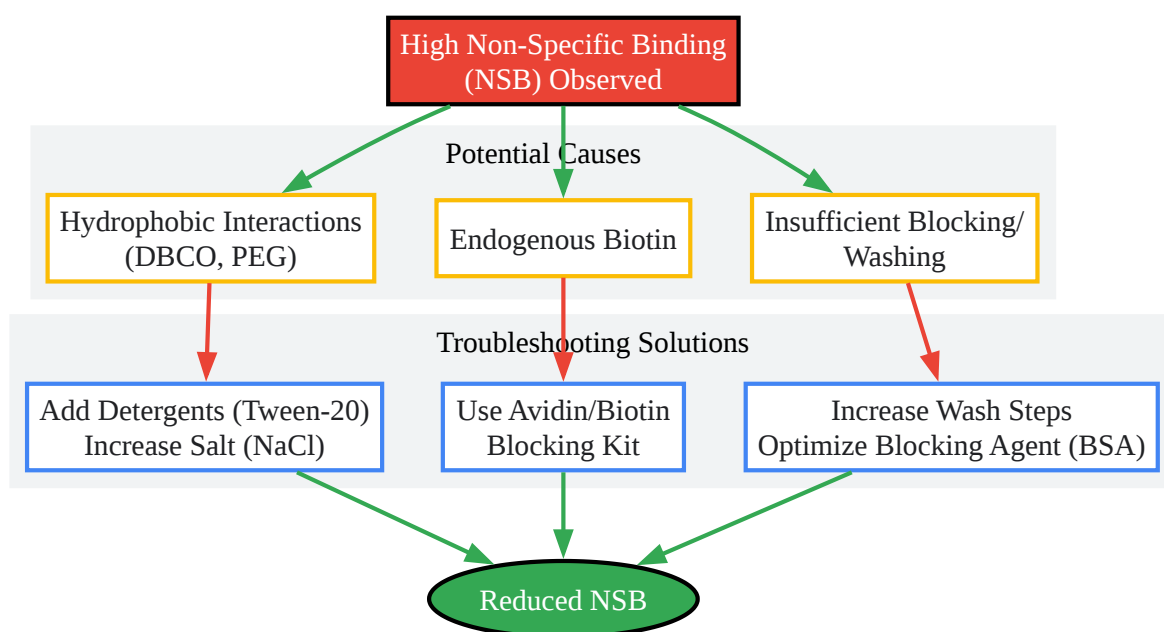 High Non-Specific Binding
(NSB) Observed
Potential Causes
Hydrophobic Interactions
(DBCO, PEG)
Endogenous Biotin
Insufficient Blocking/
Washing
Troubleshooting Solutions
Add Detergents (Tween-20)
Increase Salt (NaCl)
Use Avidin/Biotin
Blocking Kit
Increase Wash Steps
Optimize Blocking Agent (BSA)
Reduced NSB